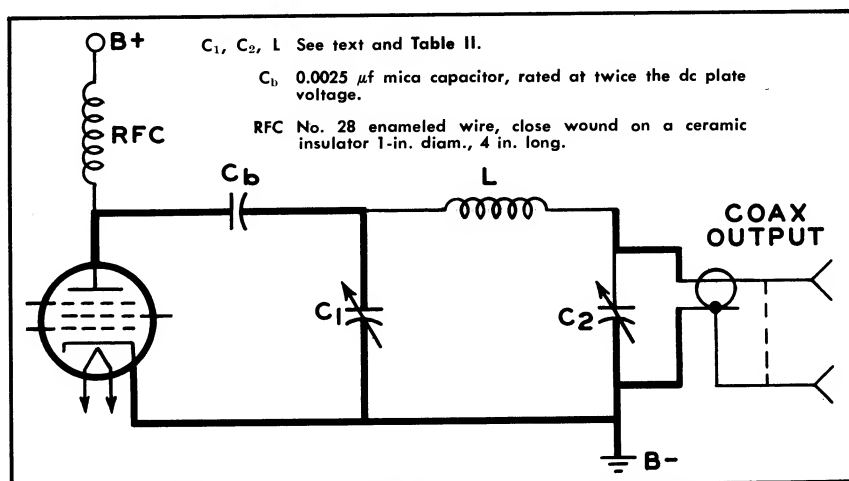 B+
C₁, C₂, L See text and Table II.
C_b 0.0025 μf mica capacitor, rated at twice the dc plate
voltage.
RFC No. 28 enameled wire, close wound on a ceramic
insulator 1-in. diam., 4 in. long.
RFC
Cb
L
COAX
OUTPUT
C1
C2
B-